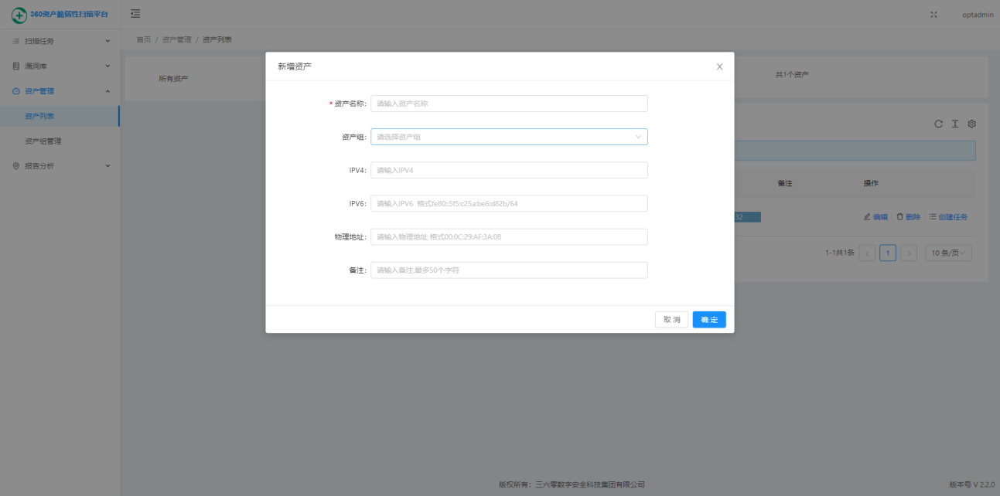 360资产脆弱性扫描平台
optadmin
扫描任务
漏洞库
资产管理
资产列表
资产组管理
报告分析
首页 / 资产管理 / 资产列表
所有资产
共1个资产
新增资产
* 资产名称: 请输入资产名称
资产组: 请选择资产组
IPV4: 请输入IPV4
IPV6: 请输入IPV6 格式fe80::5f5:c25a:be6:d82b/64
物理地址: 请输入物理地址 格式00:0C:29:AF:3A:08
备注: 请输入备注,最多50个字符
取 消 确 定
备注 操作
32 编辑 删除 创建任务
1-1共1条 < 1 > 10 条/页
版权所有：三六零数字安全科技集团有限公司
版本号 V 2.2.0